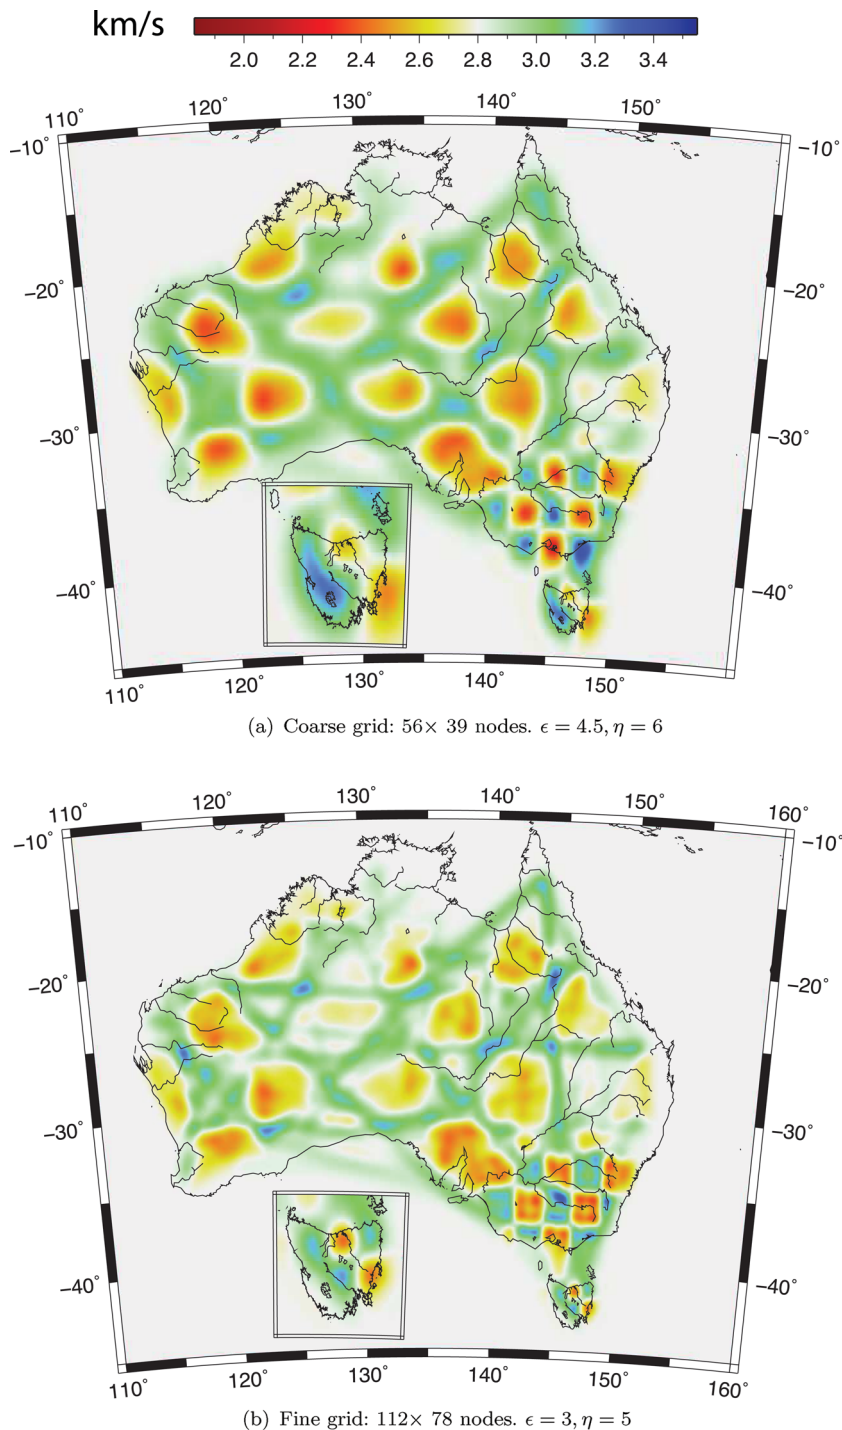 km/s
2.0 2.2 2.4 2.6 2.8 3.0 3.2 3.4
110° 120° 130° 140° 150°
−10° −10°
−20° −20°
−30° −30°
−40° −40°
110° 120° 130° 140° 150°
(a) Coarse grid: 56× 39 nodes. ϵ = 4.5, η = 6
110° 120° 130° 140° 150° 160°
−10° −10°
−20° −20°
−30° −30°
−40° −40°
110° 120° 130° 140° 150° 160°
(b) Fine grid: 112× 78 nodes. ϵ = 3, η = 5